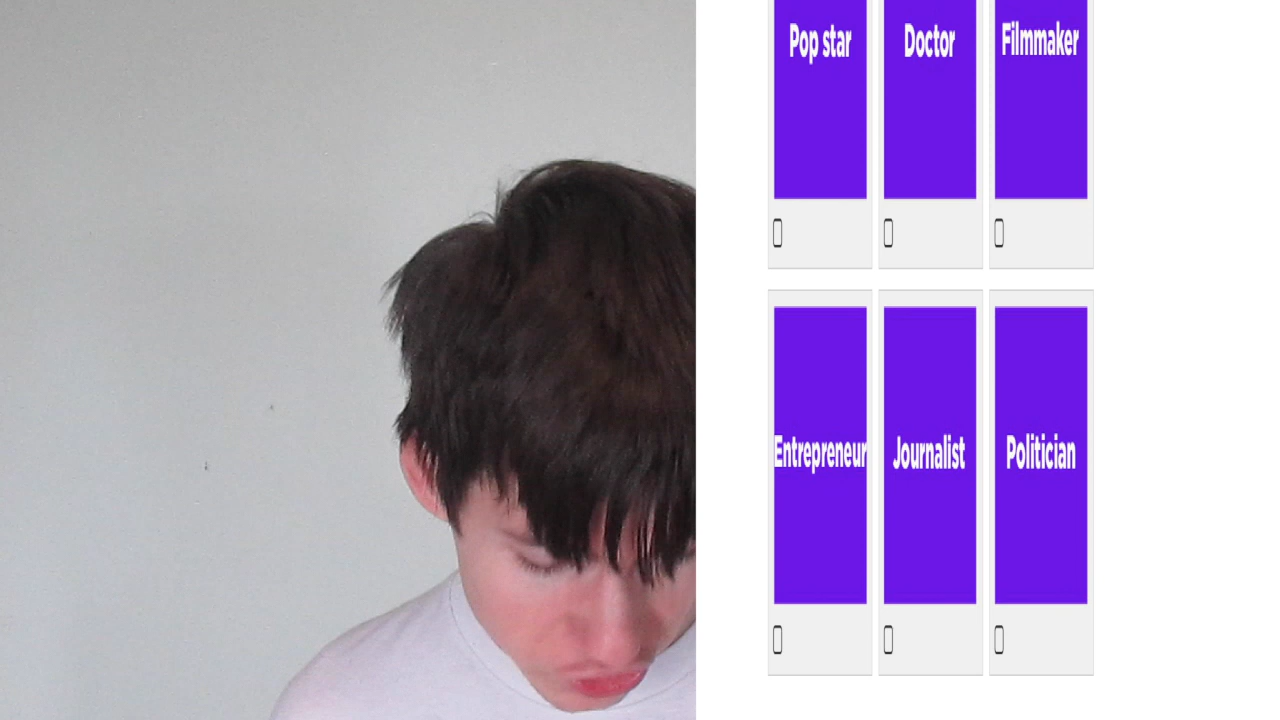 Pop star
Doctor
Filmmaker
Entrepreneur
Journalist
Politician